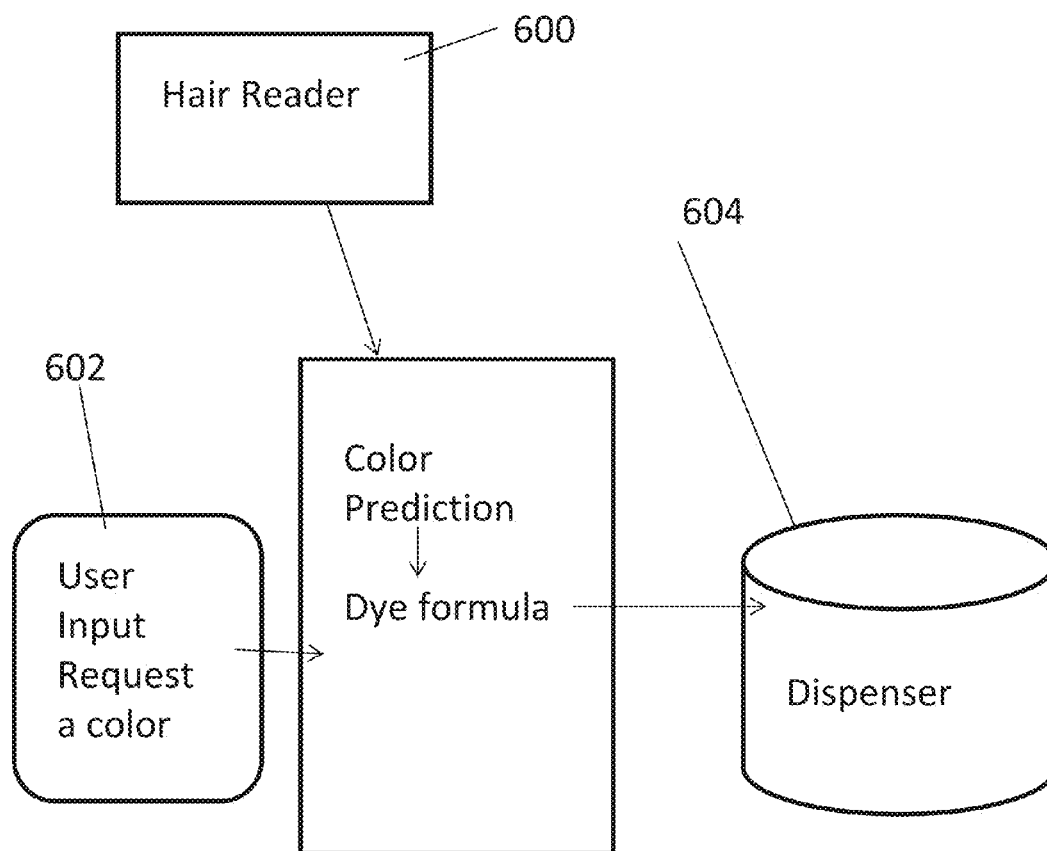 600
Hair Reader
604
602
Color
Prediction
Dye formula
User
Input
Request
a color
Dispenser